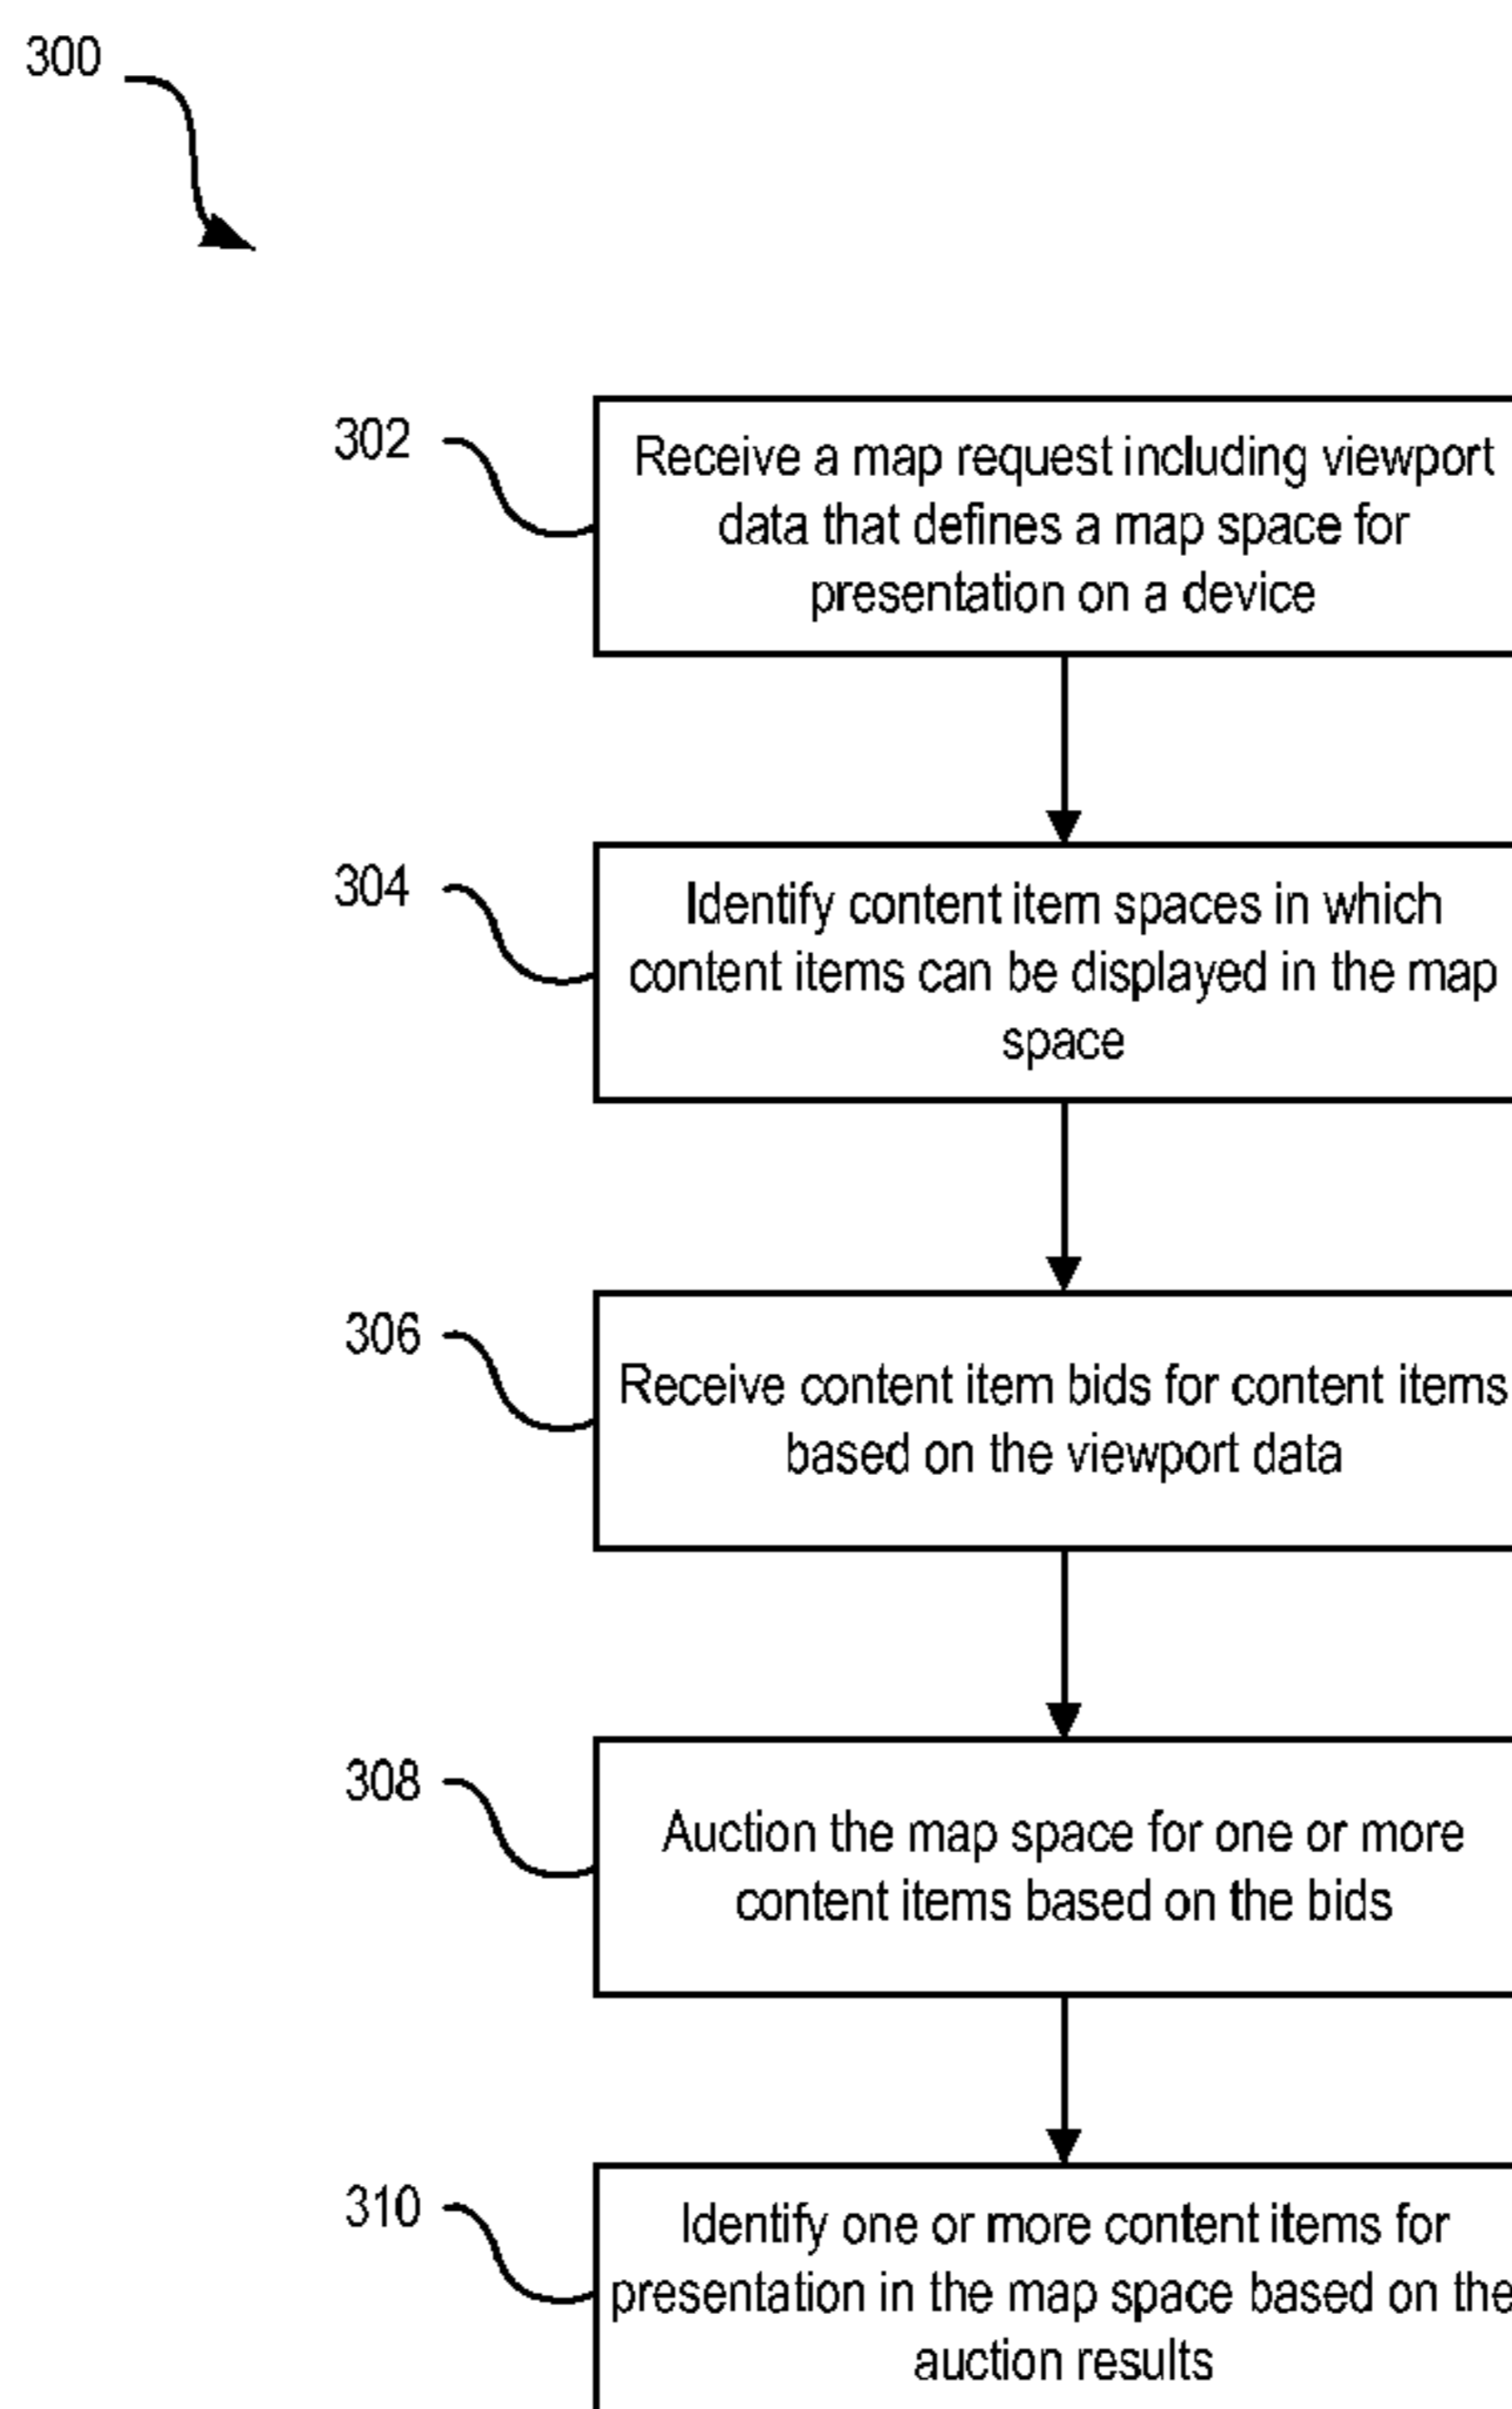 300
302
Receive a map request including viewport
data that defines a map space for
presentation on a device
304
Identify content item spaces in which
content items can be displayed in the map
space
306
Receive content item bids for content items
based on the viewport data
308
Auction the map space for one or more
content items based on the bids
310
Identify one or more content items for
presentation in the map space based on the
auction results